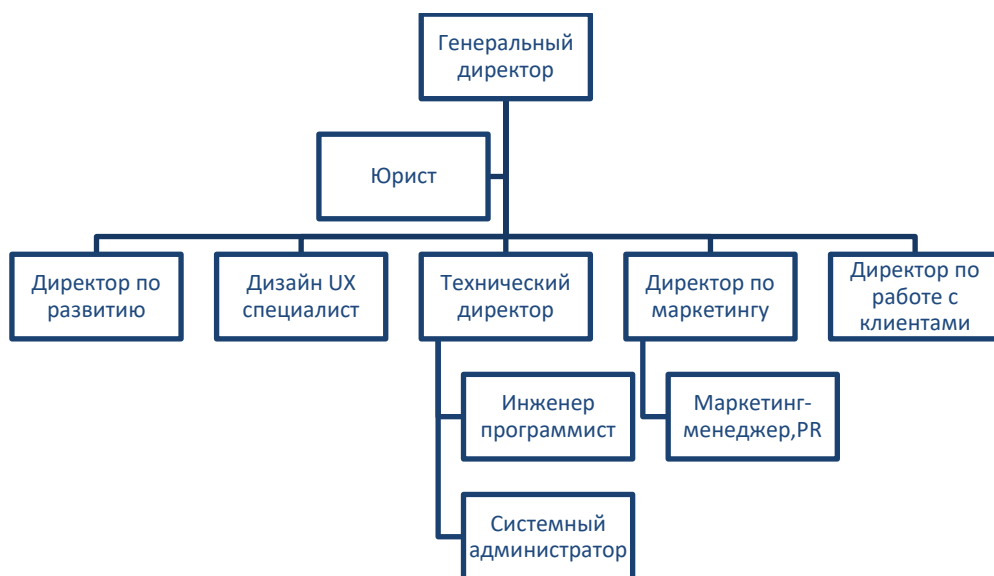 Генеральный
директор
Юрист
Директор по
развитию
Дизайн UX
специалист
Технический
директор
Директор по
маркетингу
Директор по
работе с
клиентами
Инженер
программист
Маркетинг-
менеджер,PR
Системный
администратор